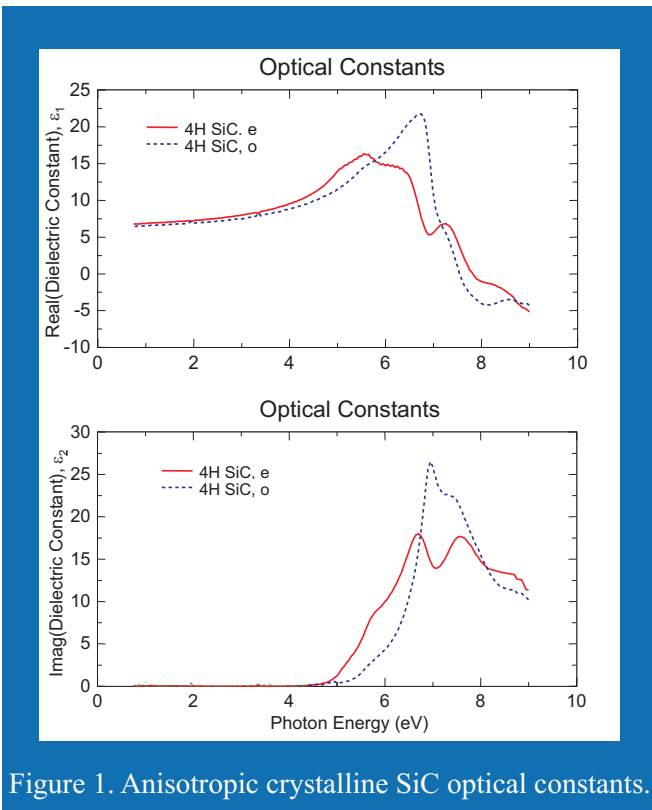 Optical Constants
Real(Dielectric Constant), ε₁
25
20
15
10
5
0
-5
-10
4H SiC. e
4H SiC, o
0 2 4 6 8 10
Optical Constants
Imag(Dielectric Constant), ε₂
30
25
20
15
10
5
0
4H SiC. e
4H SiC, o
0 2 4 6 8 10
Photon Energy (eV)
Figure 1. Anisotropic crystalline SiC optical constants.